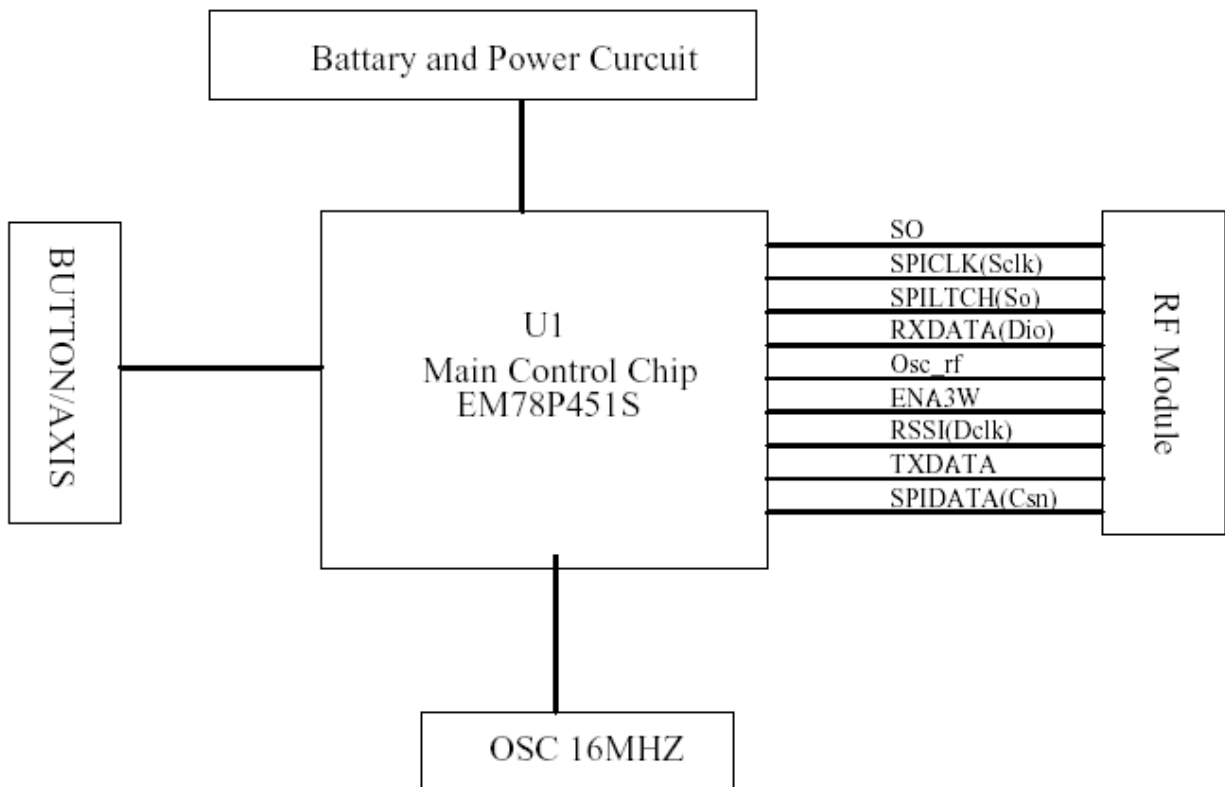 Battary and Power Curcuit
BUTTON/AXIS
U1
Main Control Chip
EM78P451S
SO
SPICLK(Sclk)
SPILTCH(So)
RXDATA(Dio)
Osc_rf
ENA3W
RSSI(Dclk)
TXDATA
SPIDATA(Csn)
RF Module
OSC 16MHZ